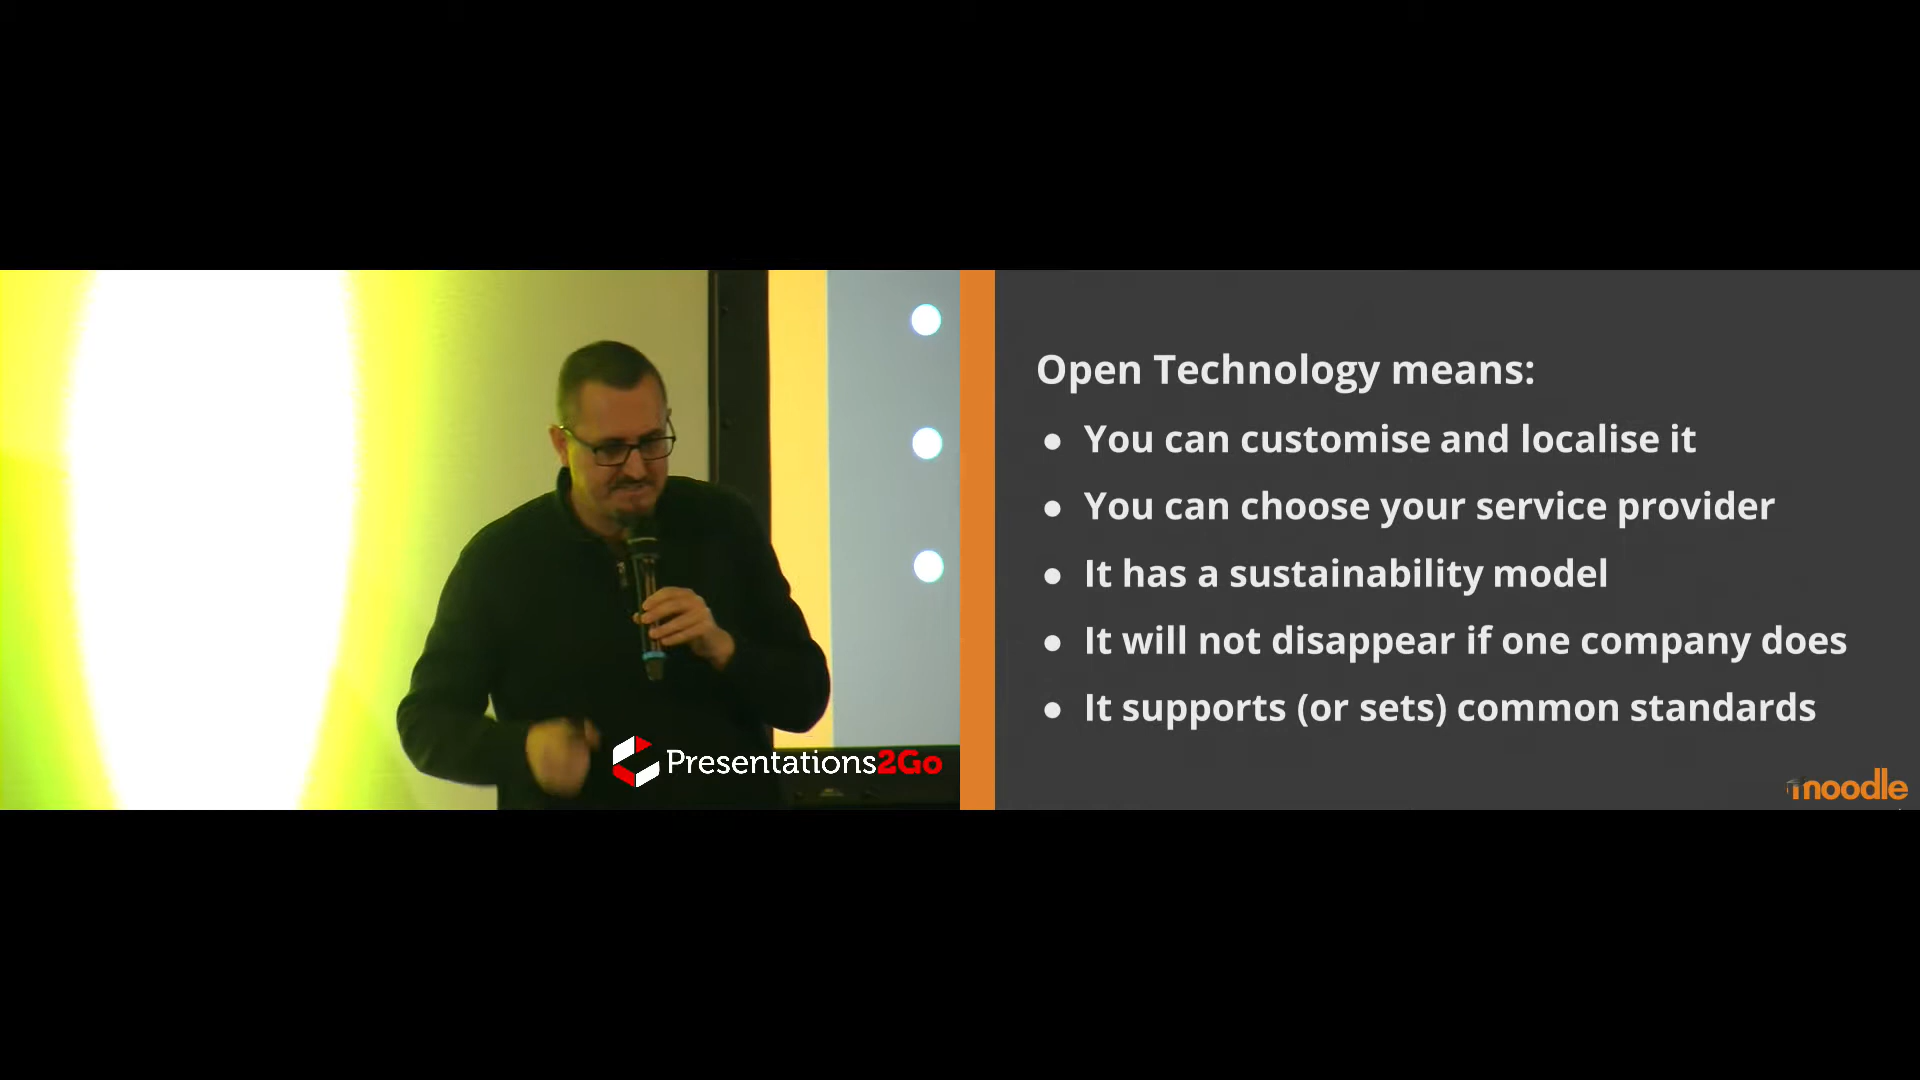 Presentations2Go
Open Technology means:
● You can customise and localise it
● You can choose your service provider
● It has a sustainability model
● It will not disappear if one company does
● It supports (or sets) common standards
moodle